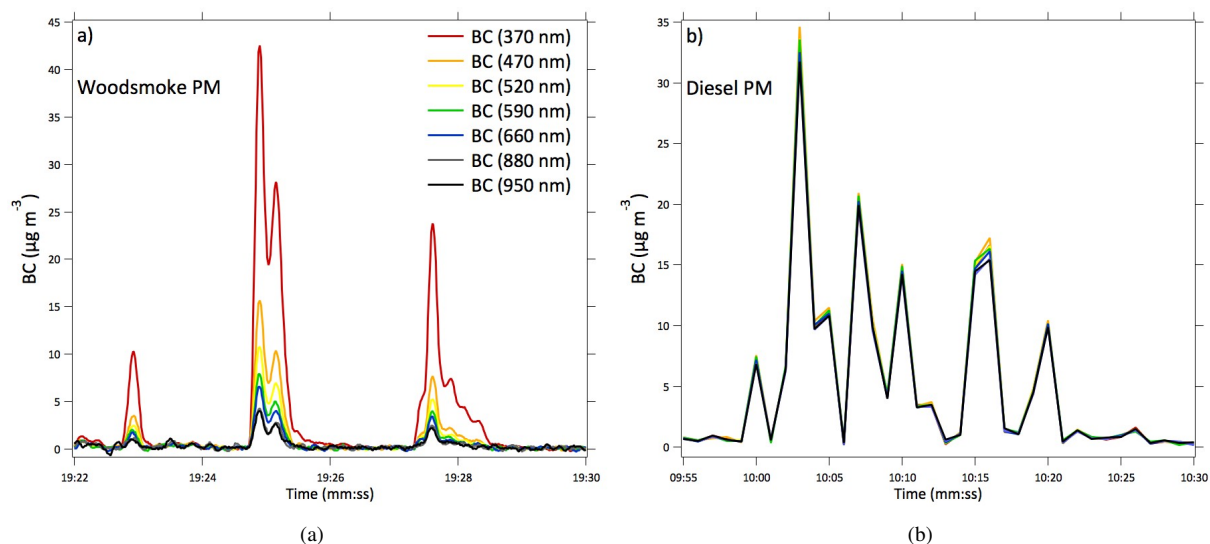 a)
Woodsmoke PM
BC (370 nm)
BC (470 nm)
BC (520 nm)
BC (590 nm)
BC (660 nm)
BC (880 nm)
BC (950 nm)
BC (µg m⁻³)
45
40
35
30
25
20
15
10
5
0
19:22
19:24
19:26
19:28
19:30
Time (mm:ss)
(a)
b)
Diesel PM
BC (µg m⁻³)
35
30
25
20
15
10
5
0
09:55
10:00
10:05
10:10
10:15
10:20
10:25
10:30
Time (mm:ss)
(b)